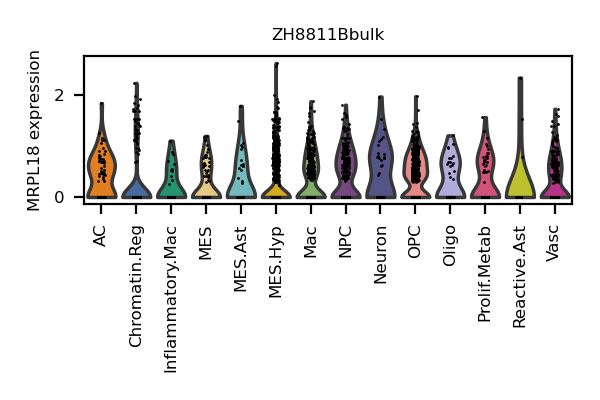 ZH8811Bbulk
MRPL18 expression
2
0
AC
Chromatin.Reg
Inflammatory.Mac
MES
MES.Ast
MES.Hyp
Mac
NPC
Neuron
OPC
Oligo
Prolif.Metab
Reactive.Ast
Vasc